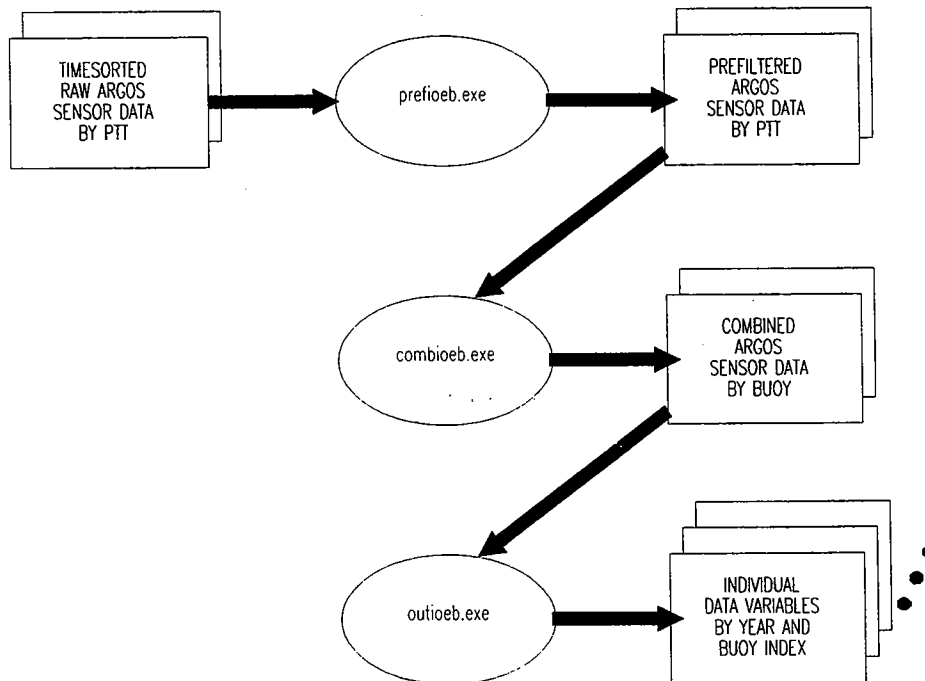 TIMESORTED
RAW ARGOS
SENSOR DATA
BY PTT
prefioeb.exe
PREFILTERED
ARGOS
SENSOR DATA
BY PTT
combioeb.exe
COMBINED
ARGOS
SENSOR DATA
BY BUOY
outioeb.exe
INDIVIDUAL
DATA VARIABLES
BY YEAR AND
BUOY INDEX